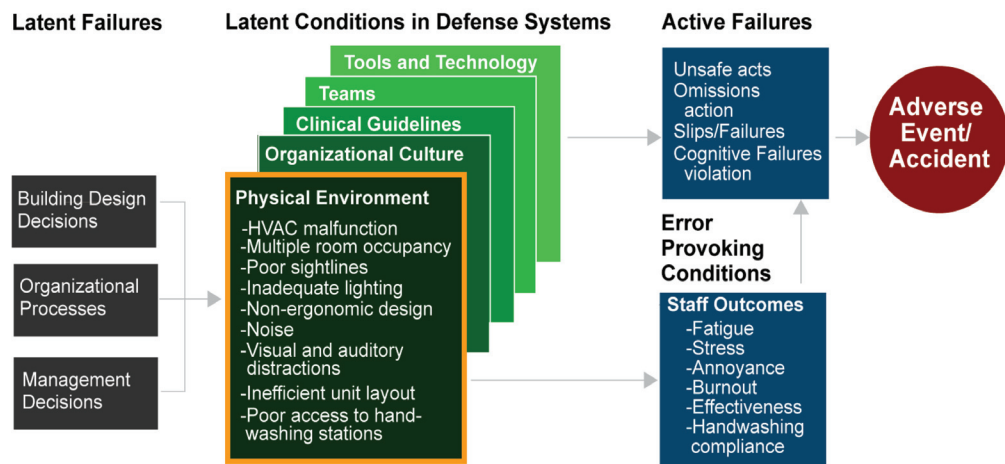 Latent Failures
Building Design
Decisions
Organizational
Processes
Management
Decisions
Latent Conditions in Defense Systems
Tools and Technology
Teams
Clinical Guidelines
Organizational Culture
Physical Environment
-HVAC malfunction
-Multiple room occupancy
-Poor sightlines
-Inadequate lighting
-Non-ergonomic design
-Noise
-Visual and auditory
distractions
-Inefficient unit layout
-Poor access to hand-
washing stations
Active Failures
Unsafe acts
Omissions
action
Slips/Failures
Cognitive Failures
violation
Error
Provoking
Conditions
Staff Outcomes
-Fatigue
-Stress
-Annoyance
-Burnout
-Effectiveness
-Handwashing
compliance
Adverse
Event/
Accident